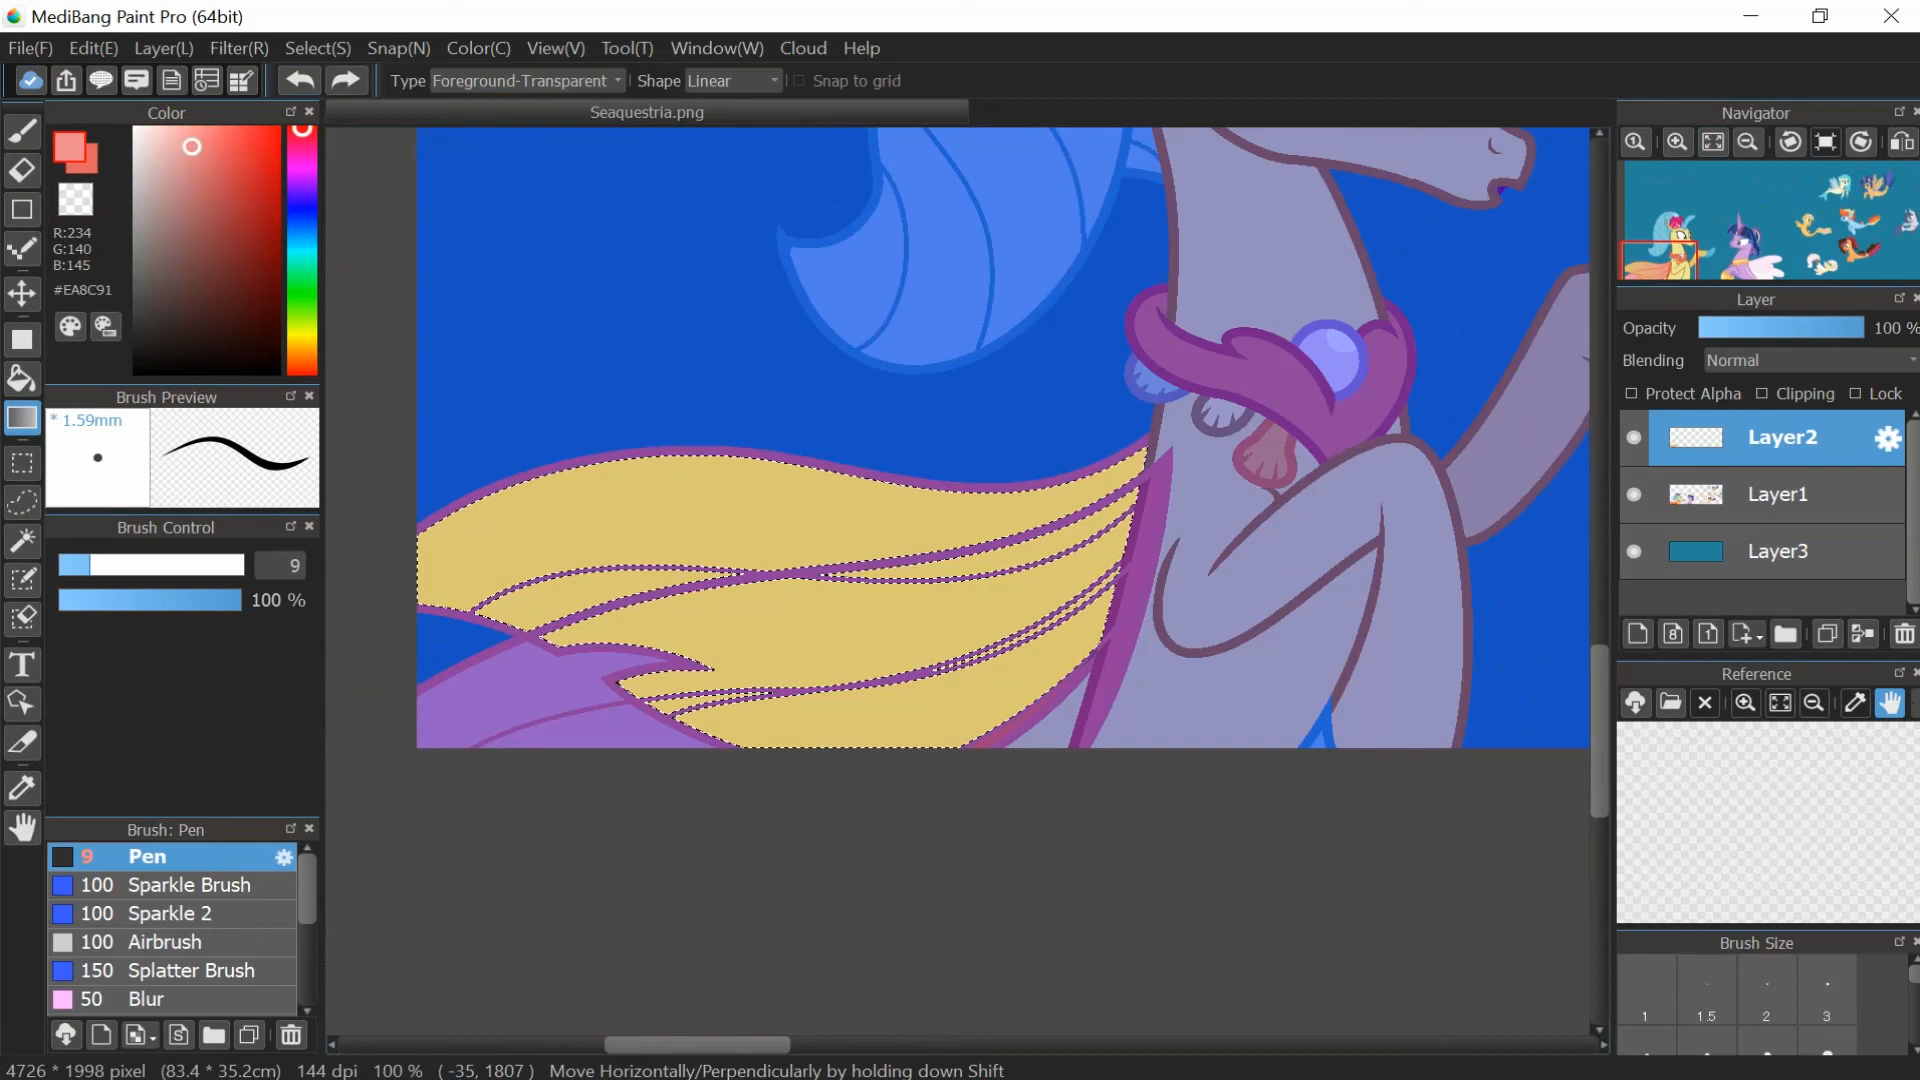 MediBang Paint Pro (64bit)
File(F) Edit(E) Layer(L) Filter(R) Select(S) Snap(N) Color(C) View(V) Tool(T) Window(W) Cloud Help
Type Foreground-Transparent Shape Linear Snap to grid
Color
Seaquestria.png
Navigator
R:234
G:140
B:145
#EA8C91
Layer
Opacity 100 %
Blending Normal
Protect Alpha Clipping Lock
Brush Preview
* 1.59mm
Layer2
Layer1
Layer3
Brush Control
9
100 %
Reference
Brush: Pen
9 Pen
100 Sparkle Brush
100 Sparkle 2
100 Airbrush
150 Splatter Brush
50 Blur
Brush Size
1 1.5 2 3
4726 * 1998 pixel (83.4 * 35.2cm) 144 dpi 100 % ( -35, 1807 ) Move Horizontally/Perpendicularly by holding down Shift